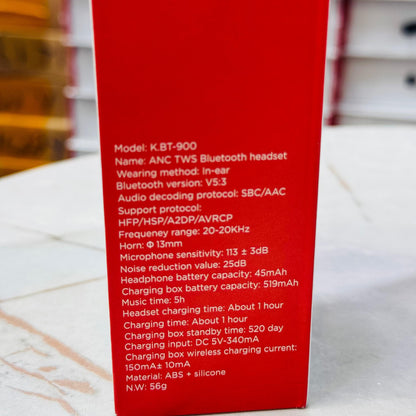 Model: K.BT-900
Name: ANC TWS Bluetooth headset
Wearing method: In-ear
Bluetooth version: V5:3
Audio decoding protocol: SBC/AAC
Support protocol:
HFP/HSP/A2DP/AVRCP
Frequeney range: 20-20KHz
Horn: Φ 13mm
Microphone sensitivity: 113 ± 3dB
Noise reduction value: 25dB
Headphone battery capacity: 45mAh
Charging box battery capacity: 519mAh
Music time: 5h
Headset charging time: About 1 hour
Charging time: About 1 hour
Charging box standby time: 520 day
Charging input: DC 5V-340mA
Charging box wireless charging current:
150mA± 10mA
Material: ABS + silicone
N.W: 56g